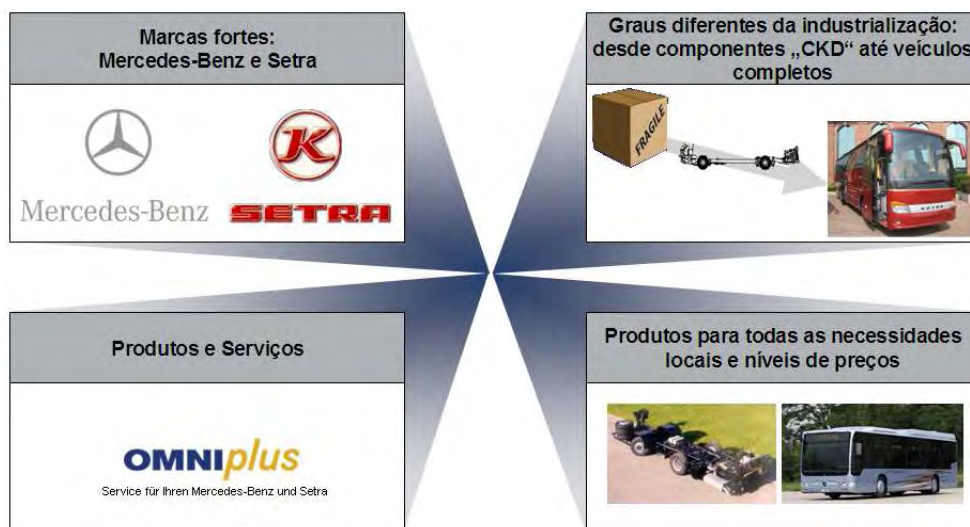 Marcas fortes:
Mercedes-Benz e Setra
Mercedes-Benz
K
SETRA
Graus diferentes da industrialização:
desde componentes „CKD“ até veículos
completos
FRAGILE
Produtos e Serviços
OMNIplus
Service für Ihren Mercedes-Benz und Setra
Produtos para todas as necessidades
locais e níveis de preços